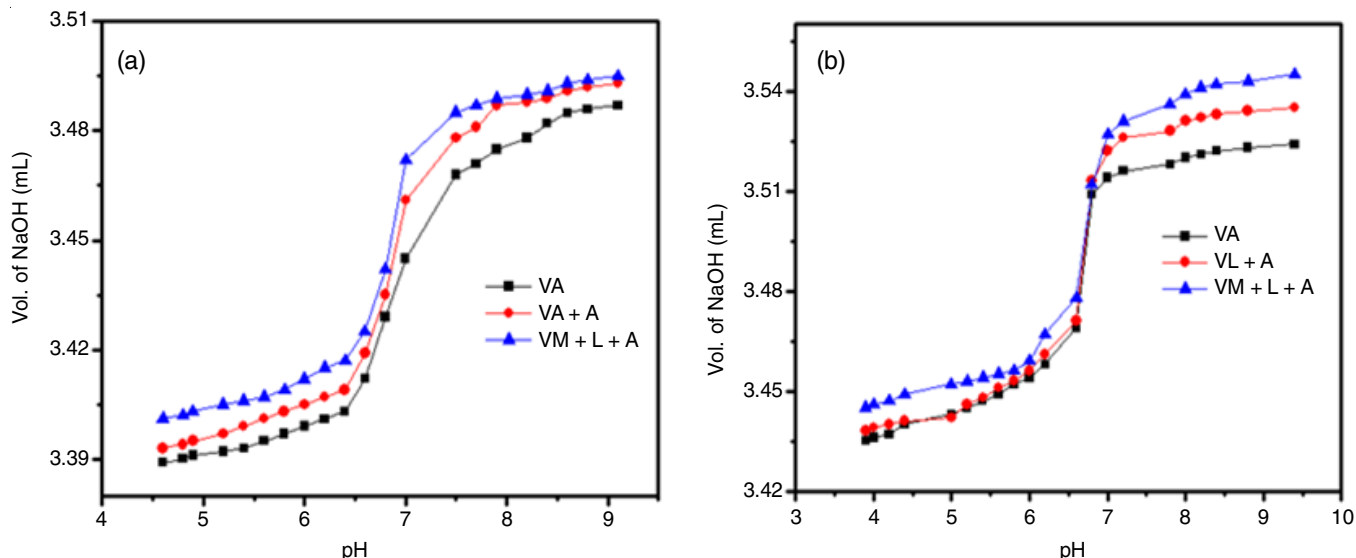 (a)
Vol. of NaOH (mL)
3.51
3.48
3.45
3.42
3.39
VA
VA + A
VM + L + A
4 5 6 7 8 9
pH
(b)
Vol. of NaOH (mL)
3.54
3.51
3.48
3.45
3.42
VA
VL + A
VM + L + A
3 4 5 6 7 8 9 10
pH